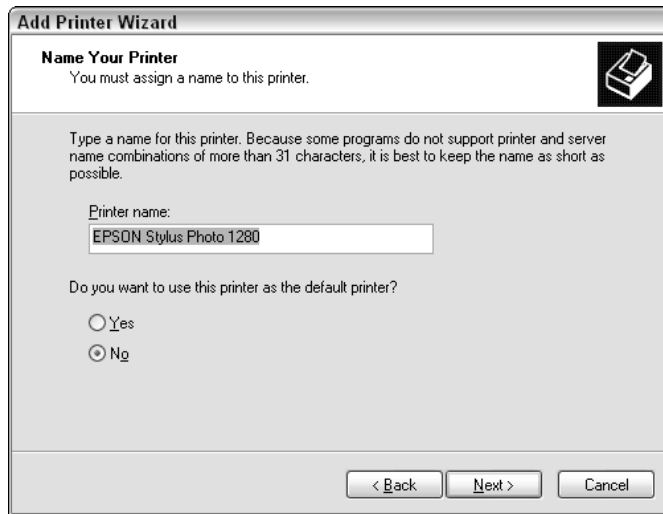 Add Printer Wizard
Name Your Printer
You must assign a name to this printer.
Type a name for this printer. Because some programs do not support printer and server
name combinations of more than 31 characters, it is best to keep the name as short as
possible.
Printer name:
EPSON Stylus Photo 1280
Do you want to use this printer as the default printer?
Yes
No
< Back Next > Cancel